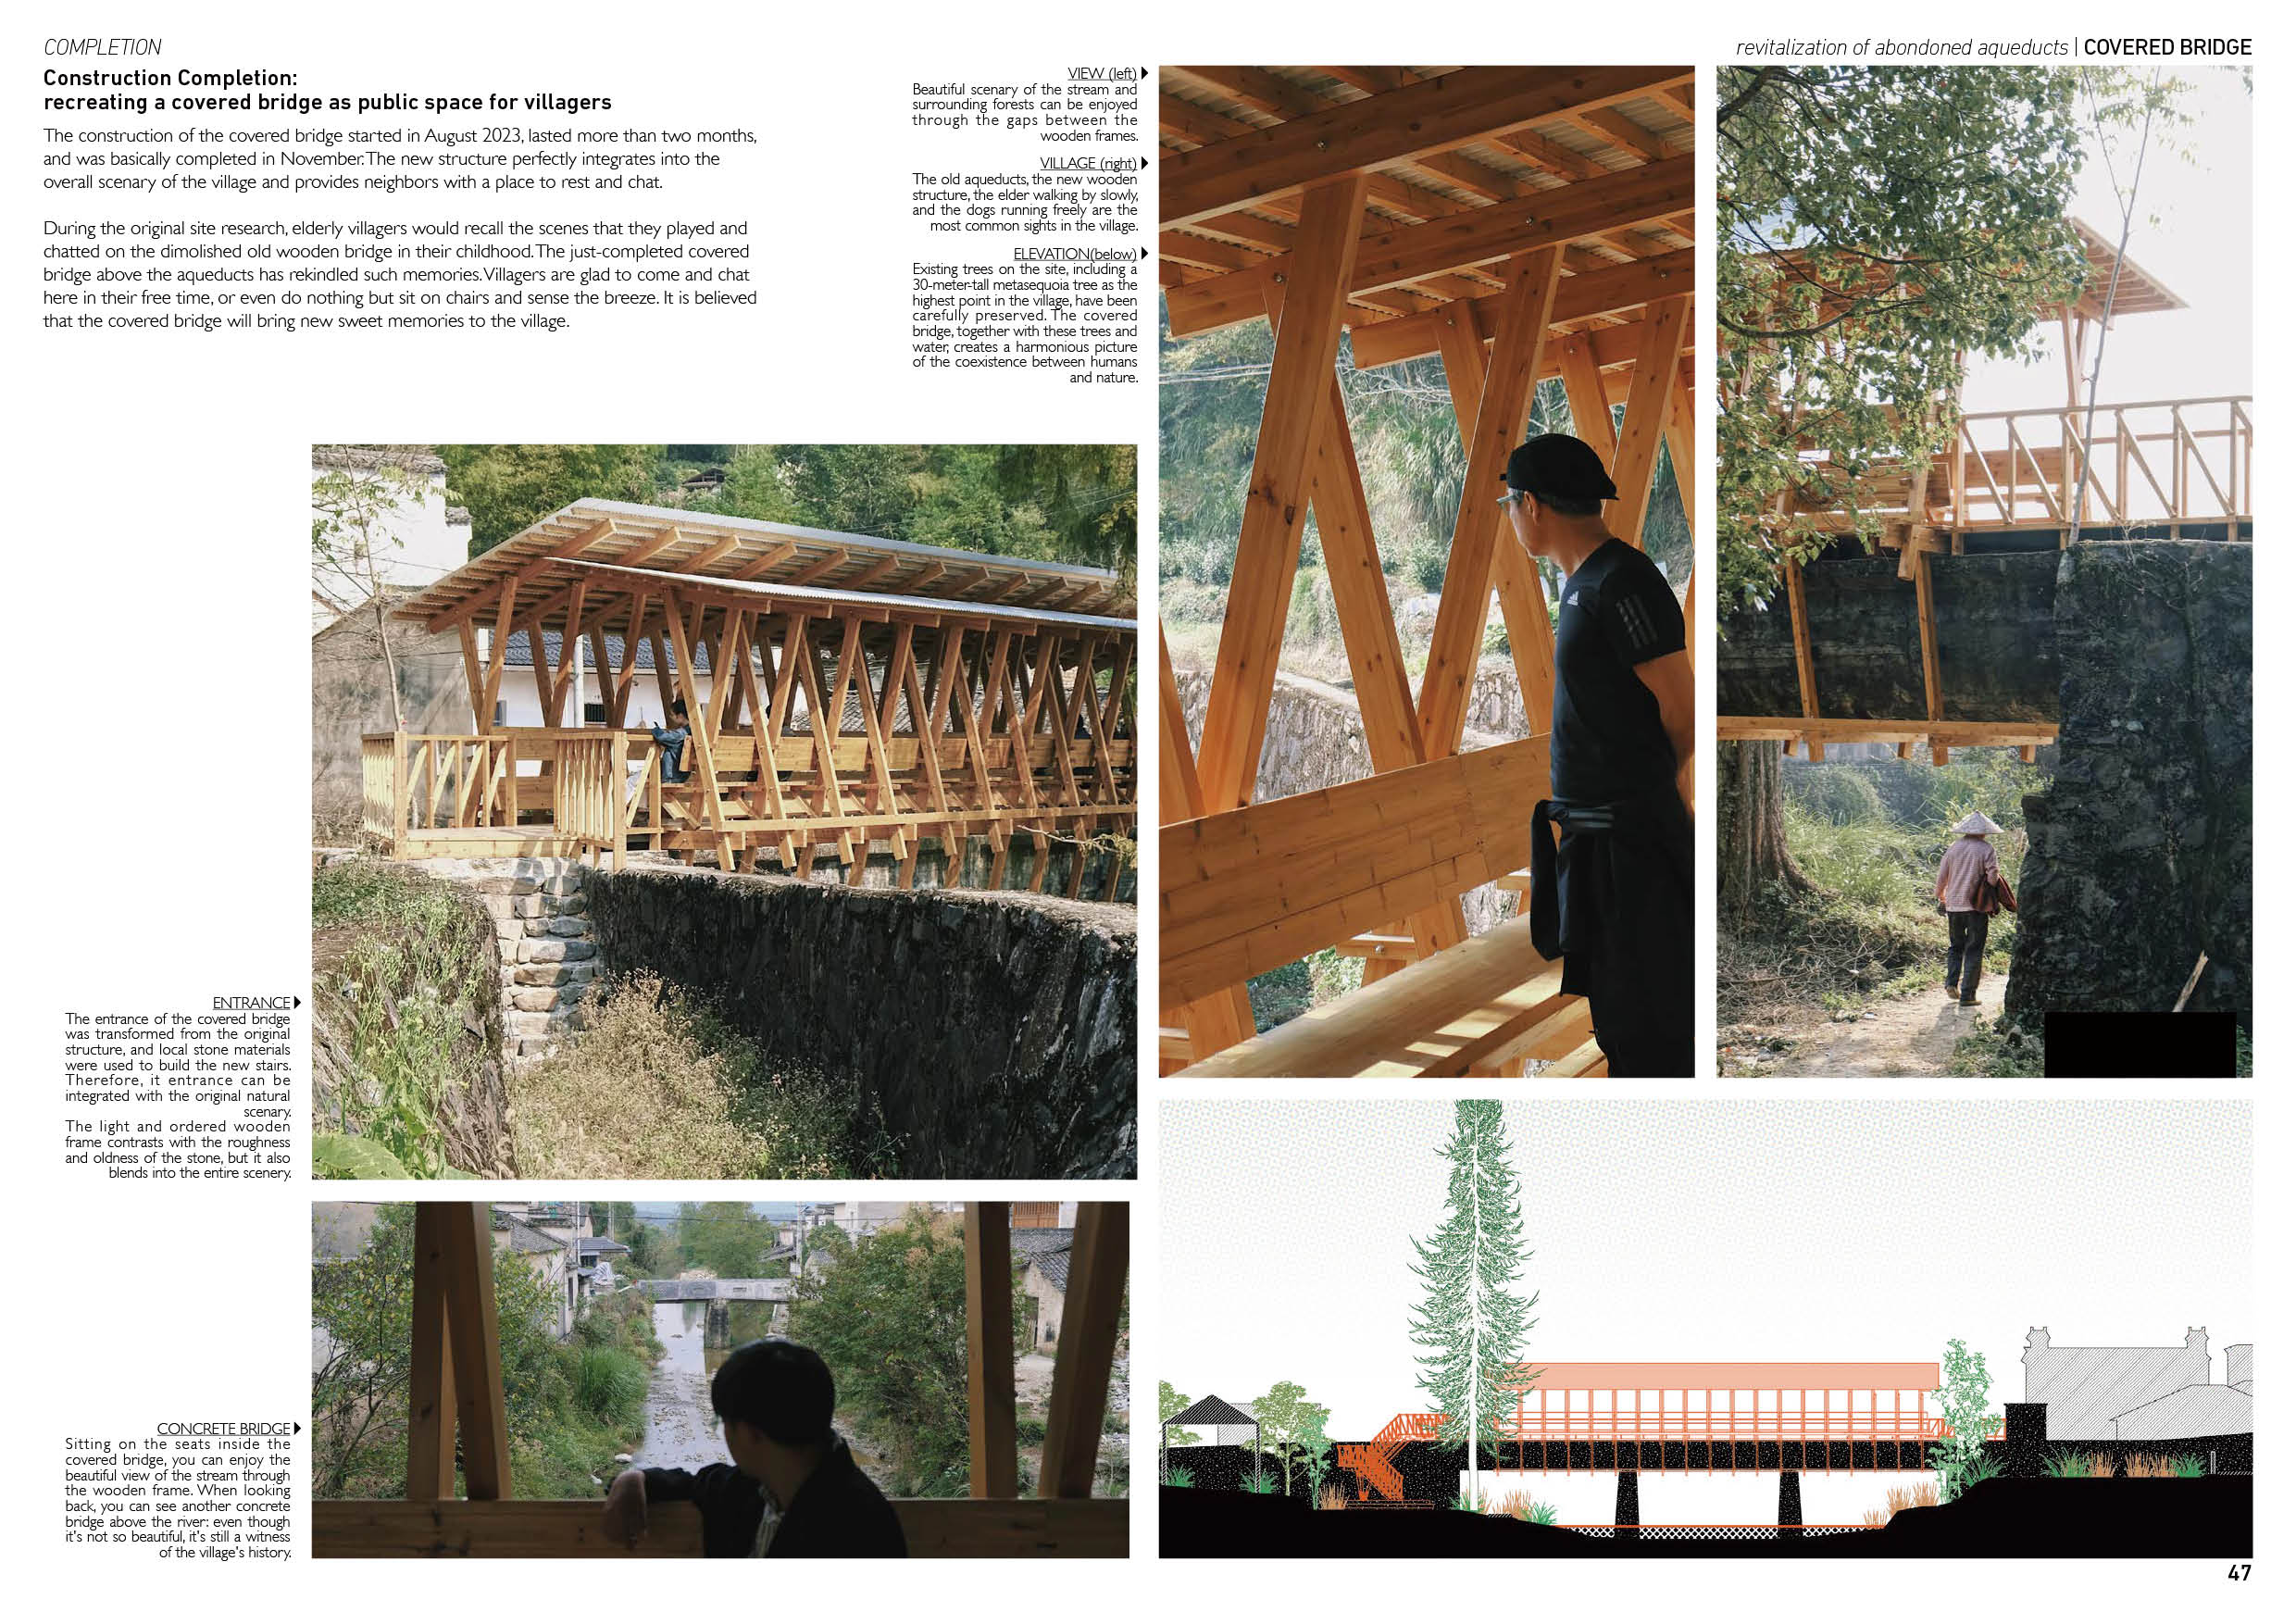 COMPLETION
revitalization of abondoned aqueducts | COVERED BRIDGE
Construction Completion:
recreating a covered bridge as public space for villagers
The construction of the covered bridge started in August 2023, lasted more than two months,
and was basically completed in November. The new structure perfectly integrates into the
overall scenary of the village and provides neighbors with a place to rest and chat.
During the original site research, elderly villagers would recall the scenes that they played and
chatted on the dimolished old wooden bridge in their childhood. The just-completed covered
bridge above the aqueducts has rekindled such memories. Villagers are glad to come and chat
here in their free time, or even do nothing but sit on chairs and sense the breeze. It is believed
that the covered bridge will bring new sweet memories to the village.
VIEW (left)
Beautiful scenary of the stream and
surrounding forests can be enjoyed
through the gaps between the
wooden frames.
VILLAGE (right)
The old aqueducts, the new wooden
structure, the elder walking by slowly,
and the dogs running freely are the
most common sights in the village.
ELEVATION(below)
Existing trees on the site, including a
30-meter-tall metasequoia tree as the
highest point in the village, have been
carefully preserved. The covered
bridge, together with these trees and
water, creates a harmonious picture
of the coexistence between humans
and nature.
ENTRANCE
The entrance of the covered bridge
was transformed from the original
structure, and local stone materials
were used to build the new stairs.
Therefore, it entrance can be
integrated with the original natural
scenary.
The light and ordered wooden
frame contrasts with the roughness
and oldness of the stone, but it also
blends into the entire scenery.
CONCRETE BRIDGE
Sitting on the seats inside the
covered bridge, you can enjoy the
beautiful view of the stream through
the wooden frame. When looking
back, you can see another concrete
bridge above the river: even though
it's not so beautiful, it's still a witness
of the village's history.
47